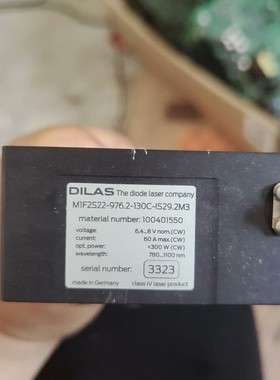 DILAS The diode laser company
M1F2S22-976.2-130C-IS29.2M3
material number: 100401550
voltage: 6,4...8 V nom.(CW)
current: 60 A max.(CW)
opt. power: <300 W (CW)
wavelength: 780...1100 nm
serial number: 3323
made in Germany class IV laser product